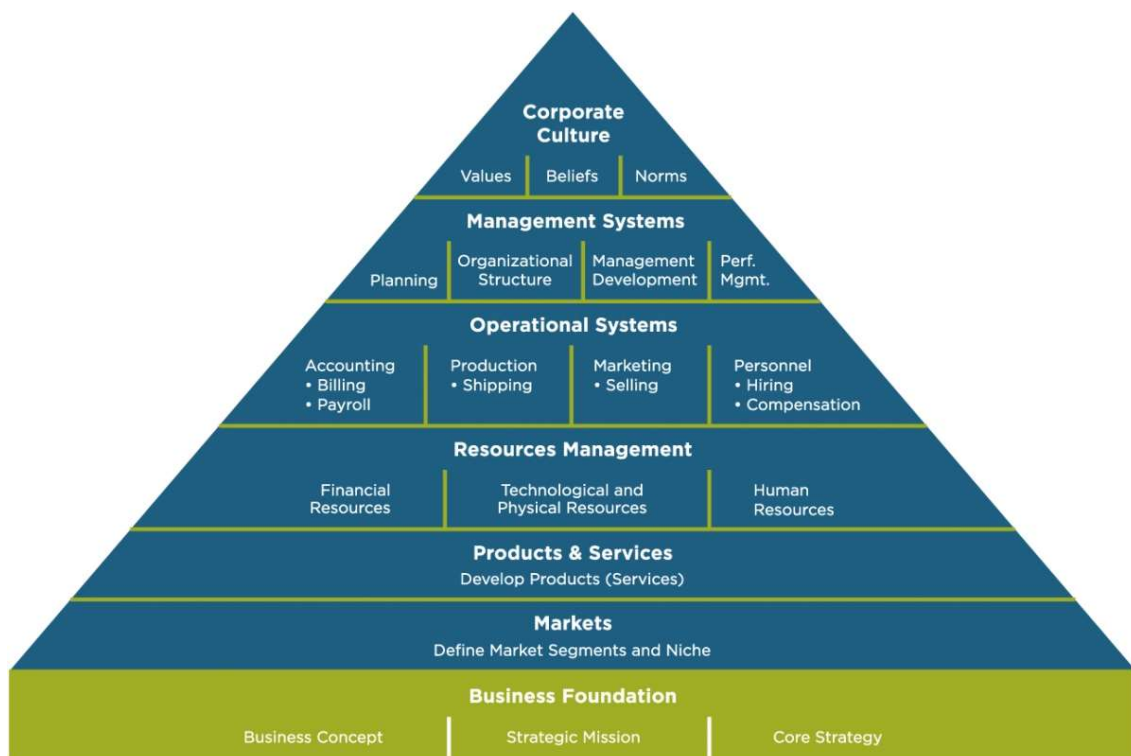 Corporate
Culture
Values Beliefs Norms
Management Systems
Planning
Organizational
Structure
Management
Development
Perf.
Mgmt.
Operational Systems
Accounting
• Billing
• Payroll
Production
• Shipping
Marketing
• Selling
Personnel
• Hiring
• Compensation
Resources Management
Financial
Resources
Technological and
Physical Resources
Human
Resources
Products & Services
Develop Products (Services)
Markets
Define Market Segments and Niche
Business Foundation
Business Concept Strategic Mission Core Strategy